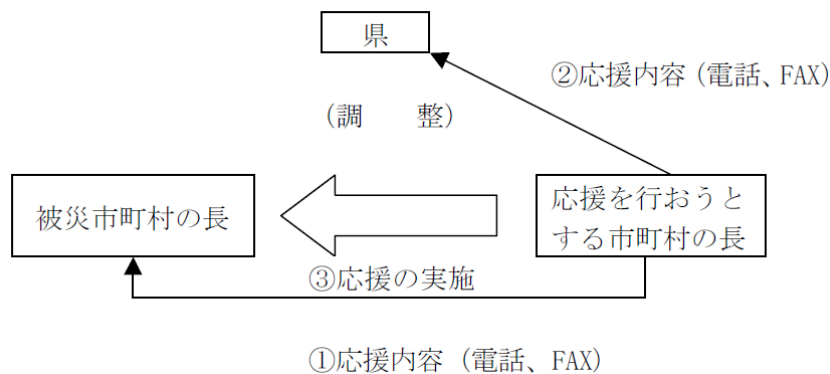 県
②応援内容(電話、FAX)
(調　　整)
被災市町村の長
応援を行おうと
する市町村の長
③応援の実施
①応援内容 (電話、FAX)